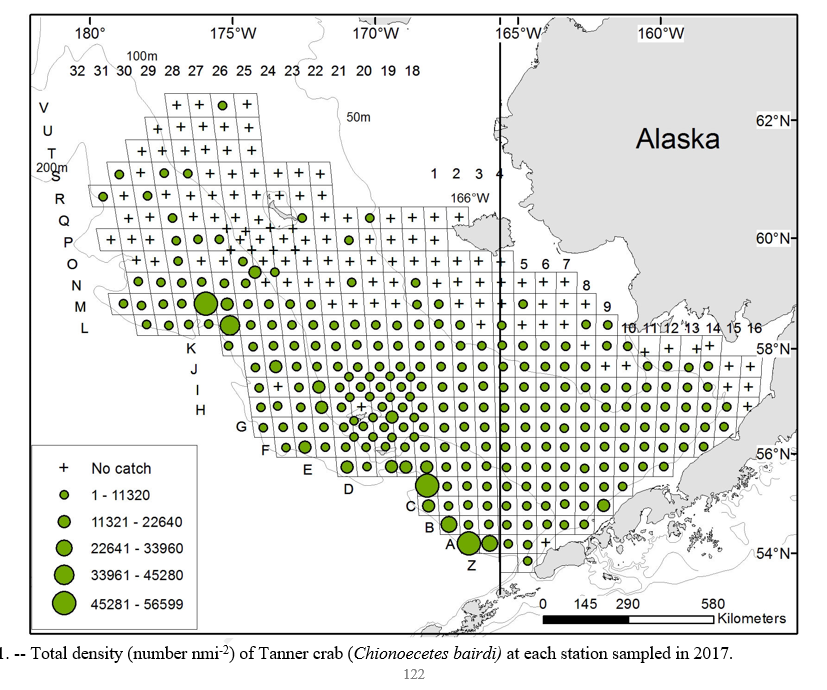 180° 175°W 170°W 165°W 160°W
100m
32 31 30 29 28 27 26 25 24 23 22 21 20 19 18
V
50m
62°N
U
Alaska
T
200m
S
1 2 3 4
R
166°W
Q
P
60°N
O
5 6 7
N
8
M
9
L
10 11 12 13 14 15 16
K
58°N
J
I
H
G
F
56°N
E
No catch
D
1 - 11320
C
11321 - 22640
B
22641 - 33960
A
54°N
Z
33961 - 45280
45281 - 56599
0 145 290 580
Kilometers
1. -- Total density (number nmi-2) of Tanner crab (Chionoecetes bairdi) at each station sampled in 2017.
122